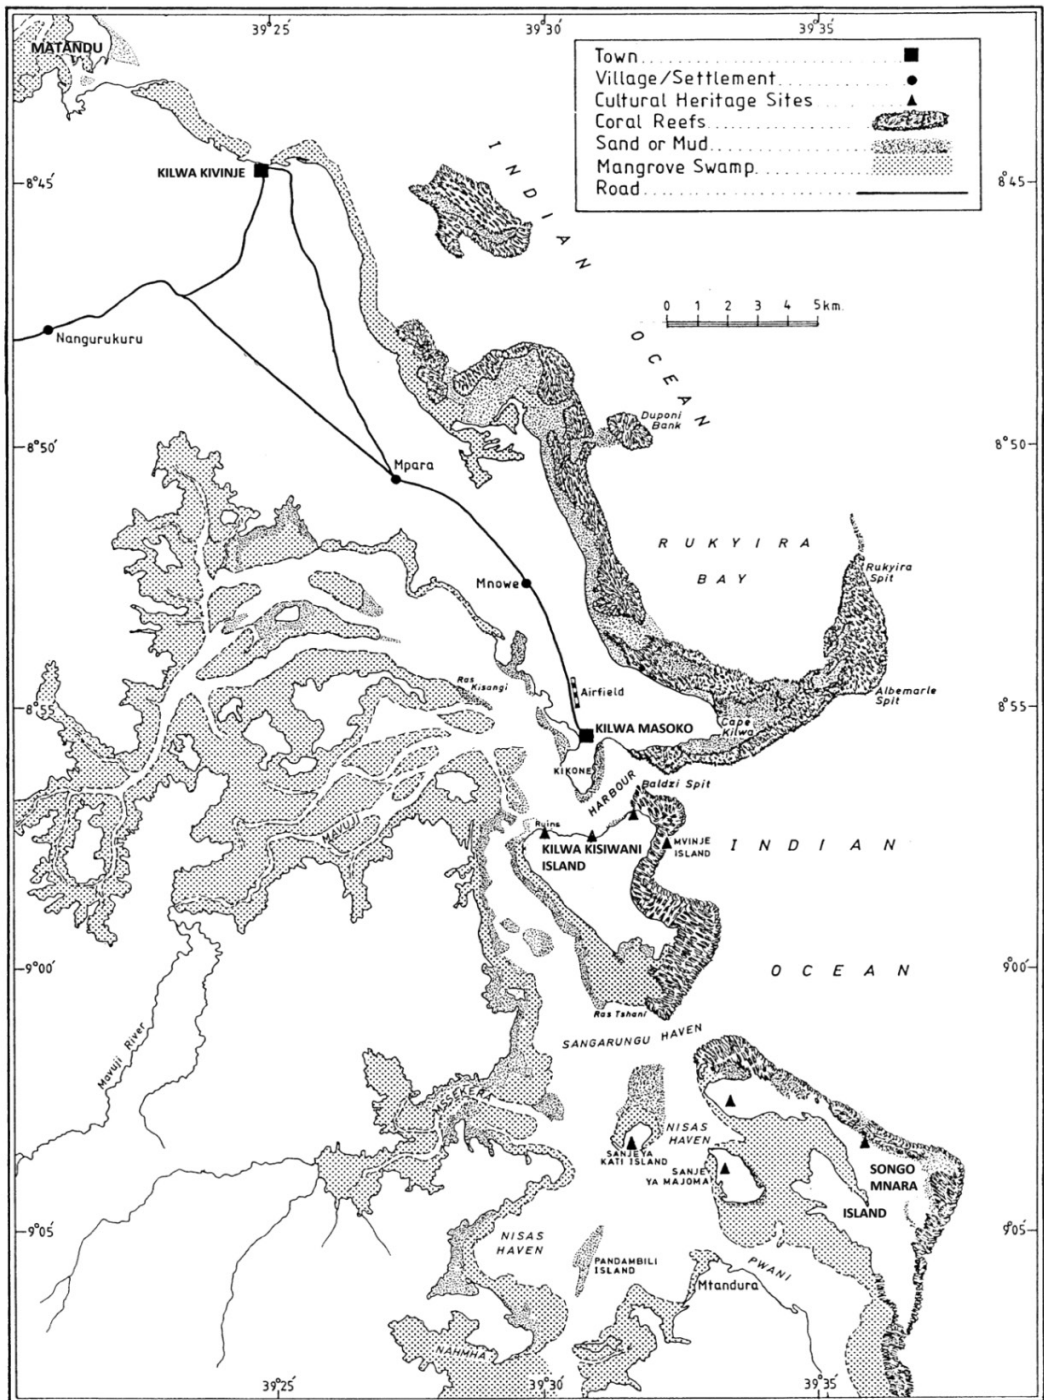 39°25'
39°30'
39°35'
MATANDU
Town
Village/Settlement
Cultural Heritage Sites
Coral Reefs
Sand or Mud
Mangrove Swamp
Road
8°45'
8°45'
KILWA KIVINJE
INDIAN
OCEAN
0 1 2 3 4 5km.
Nangurukuru
Duponi
Bank
8°50'
8°50'
Mpara
RUKYIRA
BAY
Rukyira
Spit
Mnowe
Ras
Kisangi
Airfield
Albemarle
Spit
8°55'
8°55'
KILWA MASOKO
Cape
Kilwa
KIKONE
HARBOUR
Baldzi Spit
Ruins
Mavuji
KILWA KISIWANI
ISLAND
MVINJE
ISLAND
INDIAN
9°00'
9°00'
OCEAN
Ras Tshani
SANGARUNGU HAVEN
Mavuji River
MISEKERA
NISAS
HAVEN
SANJEYA
KATI ISLAND
SANJE
YA MAJOMA
SONGO
MNARA
ISLAND
9°05'
9°05'
NISAS
HAVEN
PANDAMBILI
ISLAND
PWANI
Mtandura
NAHMHA
39°25'
39°30'
39°35'